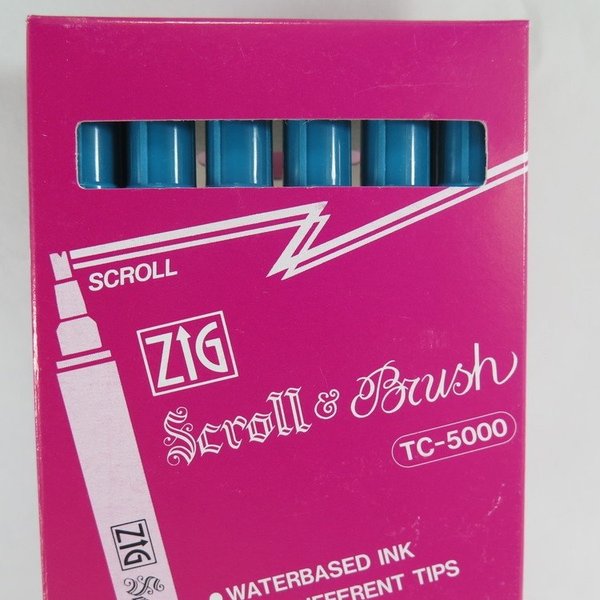 SCROLL
ZIG
Scroll & Brush
TC-5000
• WATERBASED INK
DIFFERENT TIPS
ZIG